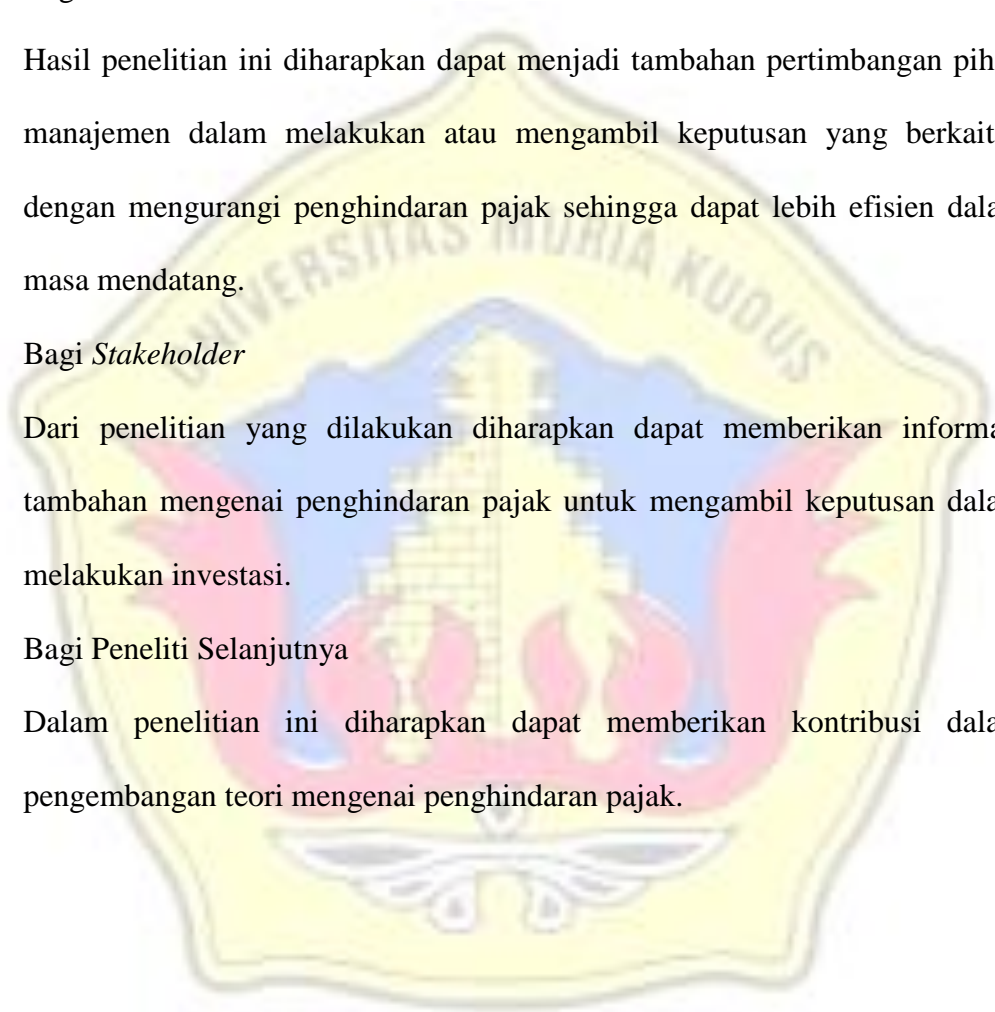 Hasil penelitian ini diharapkan dapat menjadi tambahan pertimbangan pih
manajemen dalam melakukan atau mengambil keputusan yang berkait
dengan mengurangi penghindaran pajak sehingga dapat lebih efisien dala
masa mendatang.
UNIVERSITAS MURIA KUDUS
Bagi Stakeholder
Dari penelitian yang dilakukan diharapkan dapat memberikan informa
tambahan mengenai penghindaran pajak untuk mengambil keputusan dala
melakukan investasi.
Bagi Peneliti Selanjutnya
Dalam penelitian ini diharapkan dapat memberikan kontribusi dala
pengembangan teori mengenai penghindaran pajak.